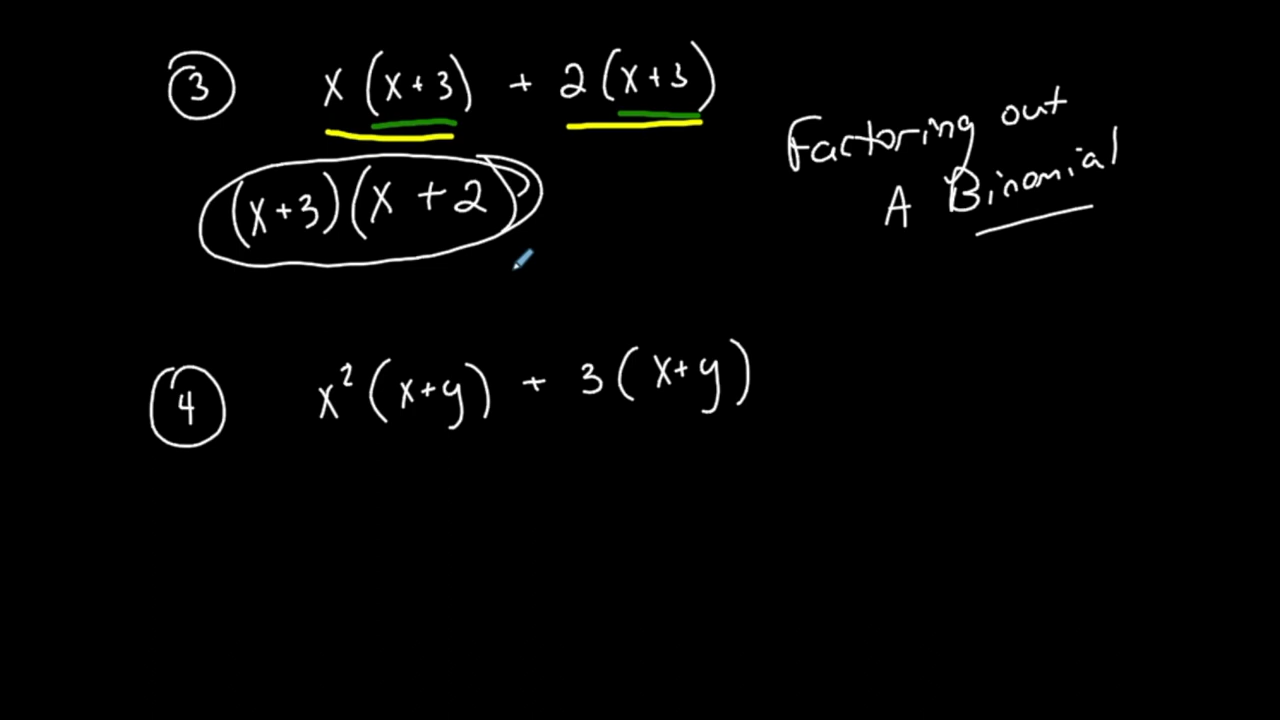 ③ x(x+3) + 2(x+3)
(x+3)(x+2)
Factoring out
A Binomial
④ x²(x+y) + 3(x+y)